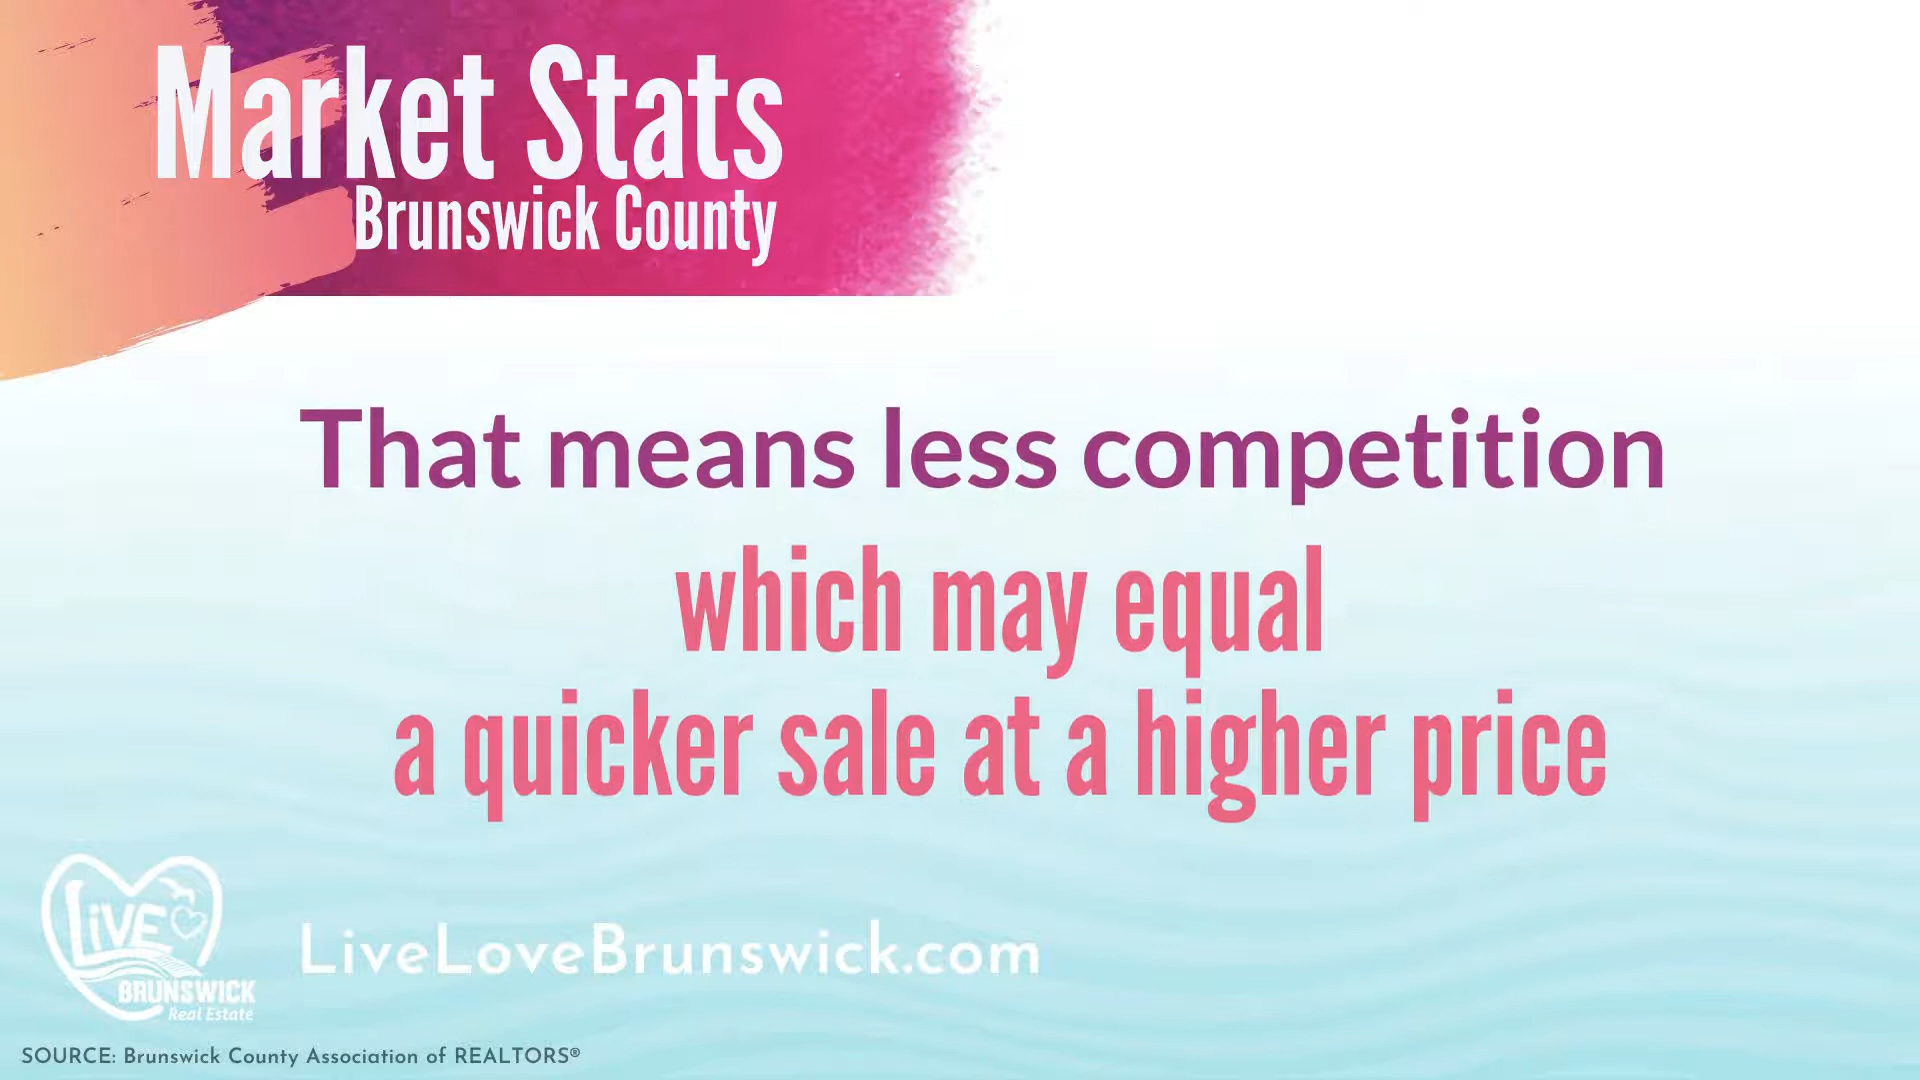 Market Stats
Brunswick County
That means less competition
which may equal
a quicker sale at a higher price
LiVE
BRUNSWICK
Real Estate
LiveLoveBrunswick.com
SOURCE: Brunswick County Association of REALTORS®